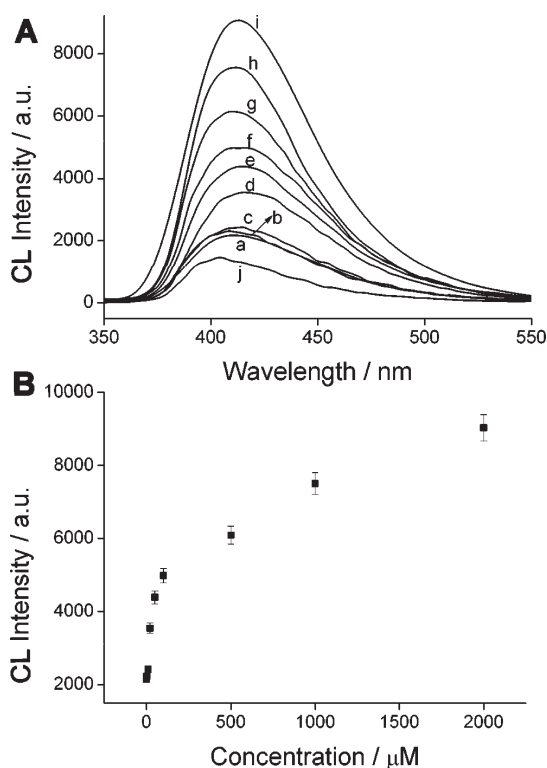 A
CL Intensity / a.u.
8000
6000
4000
2000
0
i
h
g
f
e
d
c
b
a
j
350
400
450
500
550
Wavelength / nm
B
CL Intensity / a.u.
10000
8000
6000
4000
2000
0
500
1000
1500
2000
Concentration / μM